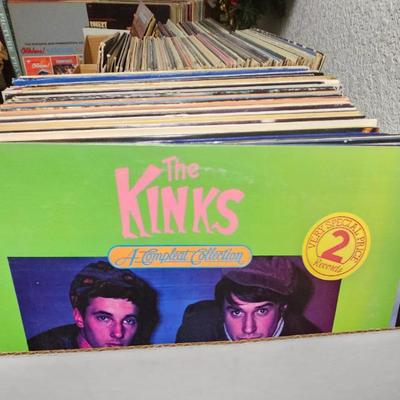 The
KINKS
A Compleat Collection
VERY SPECIAL PRICE
2
Records